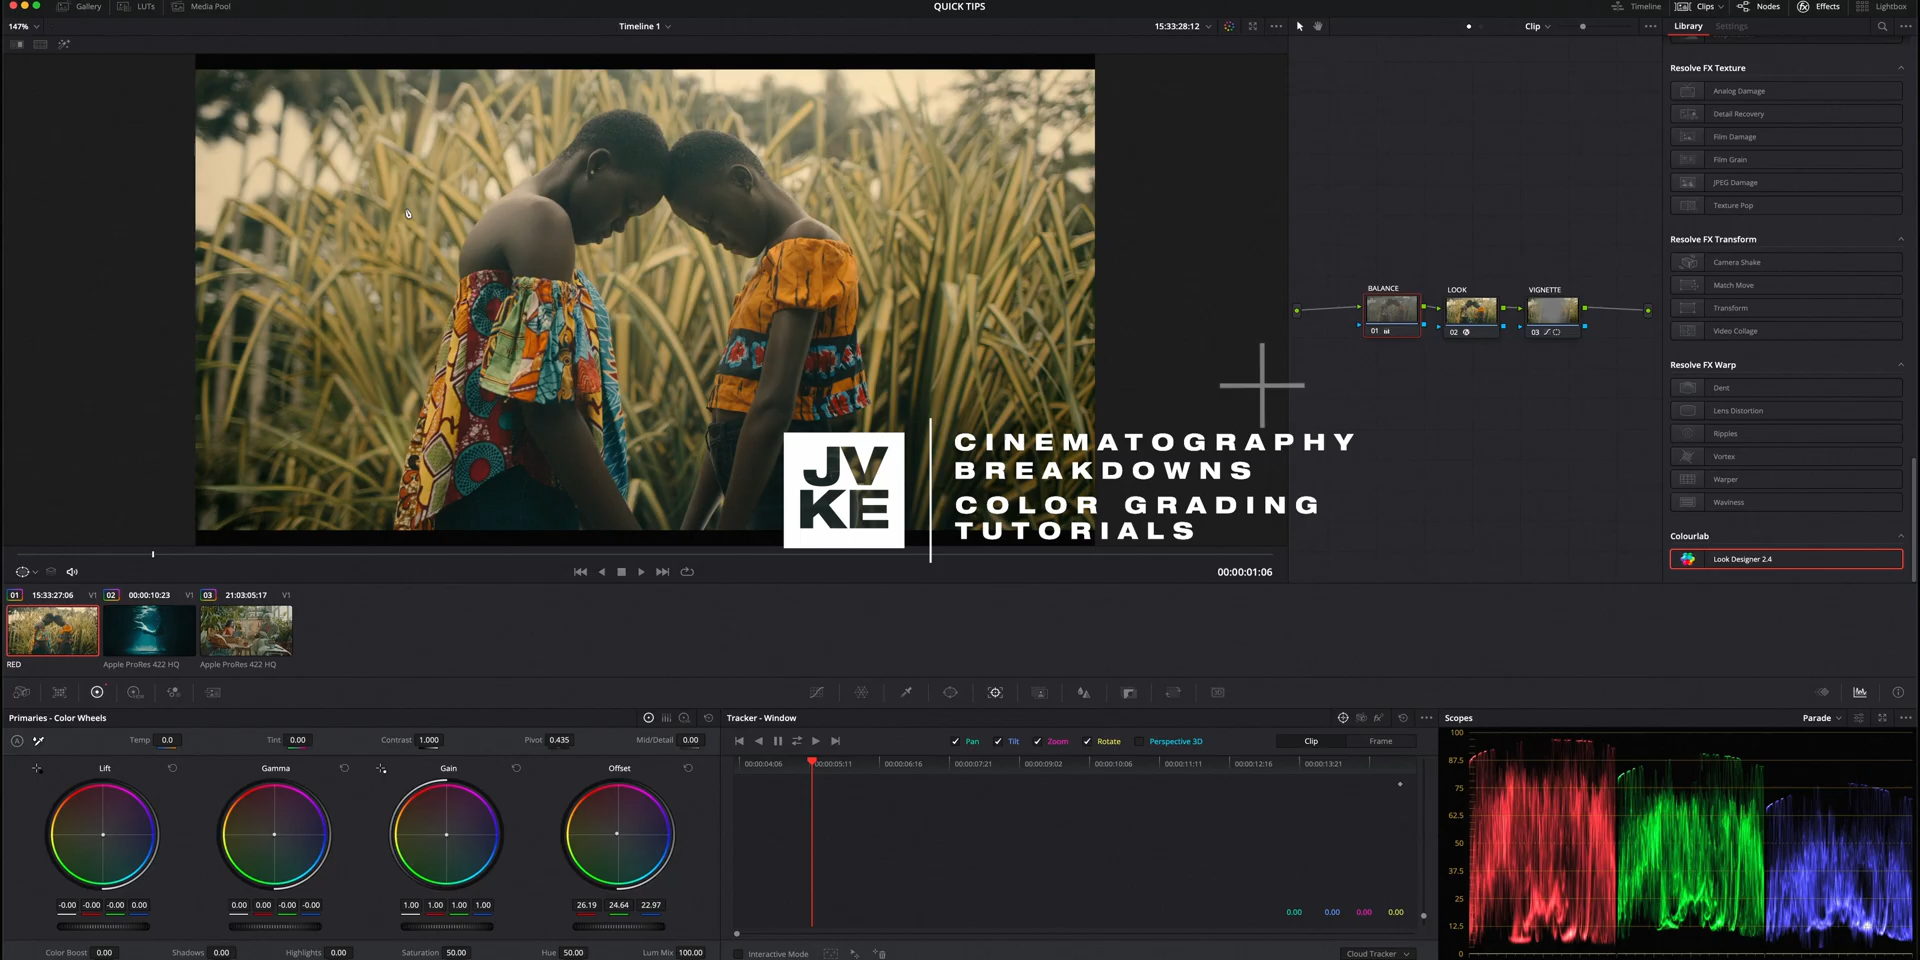 Gallery LUTs Media Pool QUICK TIPS Timeline Clips Nodes Effects Lightbox
147% Timeline 1 15:33:28:12 Clip Library Settings
Resolve FX Texture
Analog Damage
Detail Recovery
Film Damage
Film Grain
JPEG Damage
Texture Pop
Resolve FX Transform
Camera Shake
Match Move
Transform
Video Collage
Resolve FX Warp
Dent
Lens Distortion
Ripples
Vortex
Warper
Waviness
Colourlab
Look Designer 2.4
BALANCE LOOK VIGNETTE
01 02 03
JV
KE
CINEMATOGRAPHY
BREAKDOWNS
COLOR GRADING
TUTORIALS
00:00:01:06
01 15:33:27:06 V1 02 00:00:10:23 V1 03 21:03:05:17 V1
RED Apple ProRes 422 HQ Apple ProRes 422 HQ
Primaries - Color Wheels
Temp 0.0 Tint 0.00 Contrast 1.000 Pivot 0.435 Mid/Detail 0.00
Lift Gamma Gain Offset
-0.00 -0.00 -0.00 0.00 0.00 0.00 -0.00 -0.00 1.00 1.00 1.00 1.00 26.19 24.64 22.97
Color Boost 0.00 Shadows 0.00 Highlights 0.00 Saturation 50.00 Hue 50.00 Lum Mix 100.00
Tracker - Window
Pan Tilt Zoom Rotate Perspective 3D Clip Frame
00:00:04:06 00:00:05:11 00:00:06:16 00:00:07:21 00:00:09:02 00:00:10:06 00:00:11:11 00:00:12:16 00:00:13:21
0.00 0.00 0.00 0.00
Interactive Mode Cloud Tracker
Scopes Parade
100
87.5
75
62.5
50
37.5
25
12.5
0